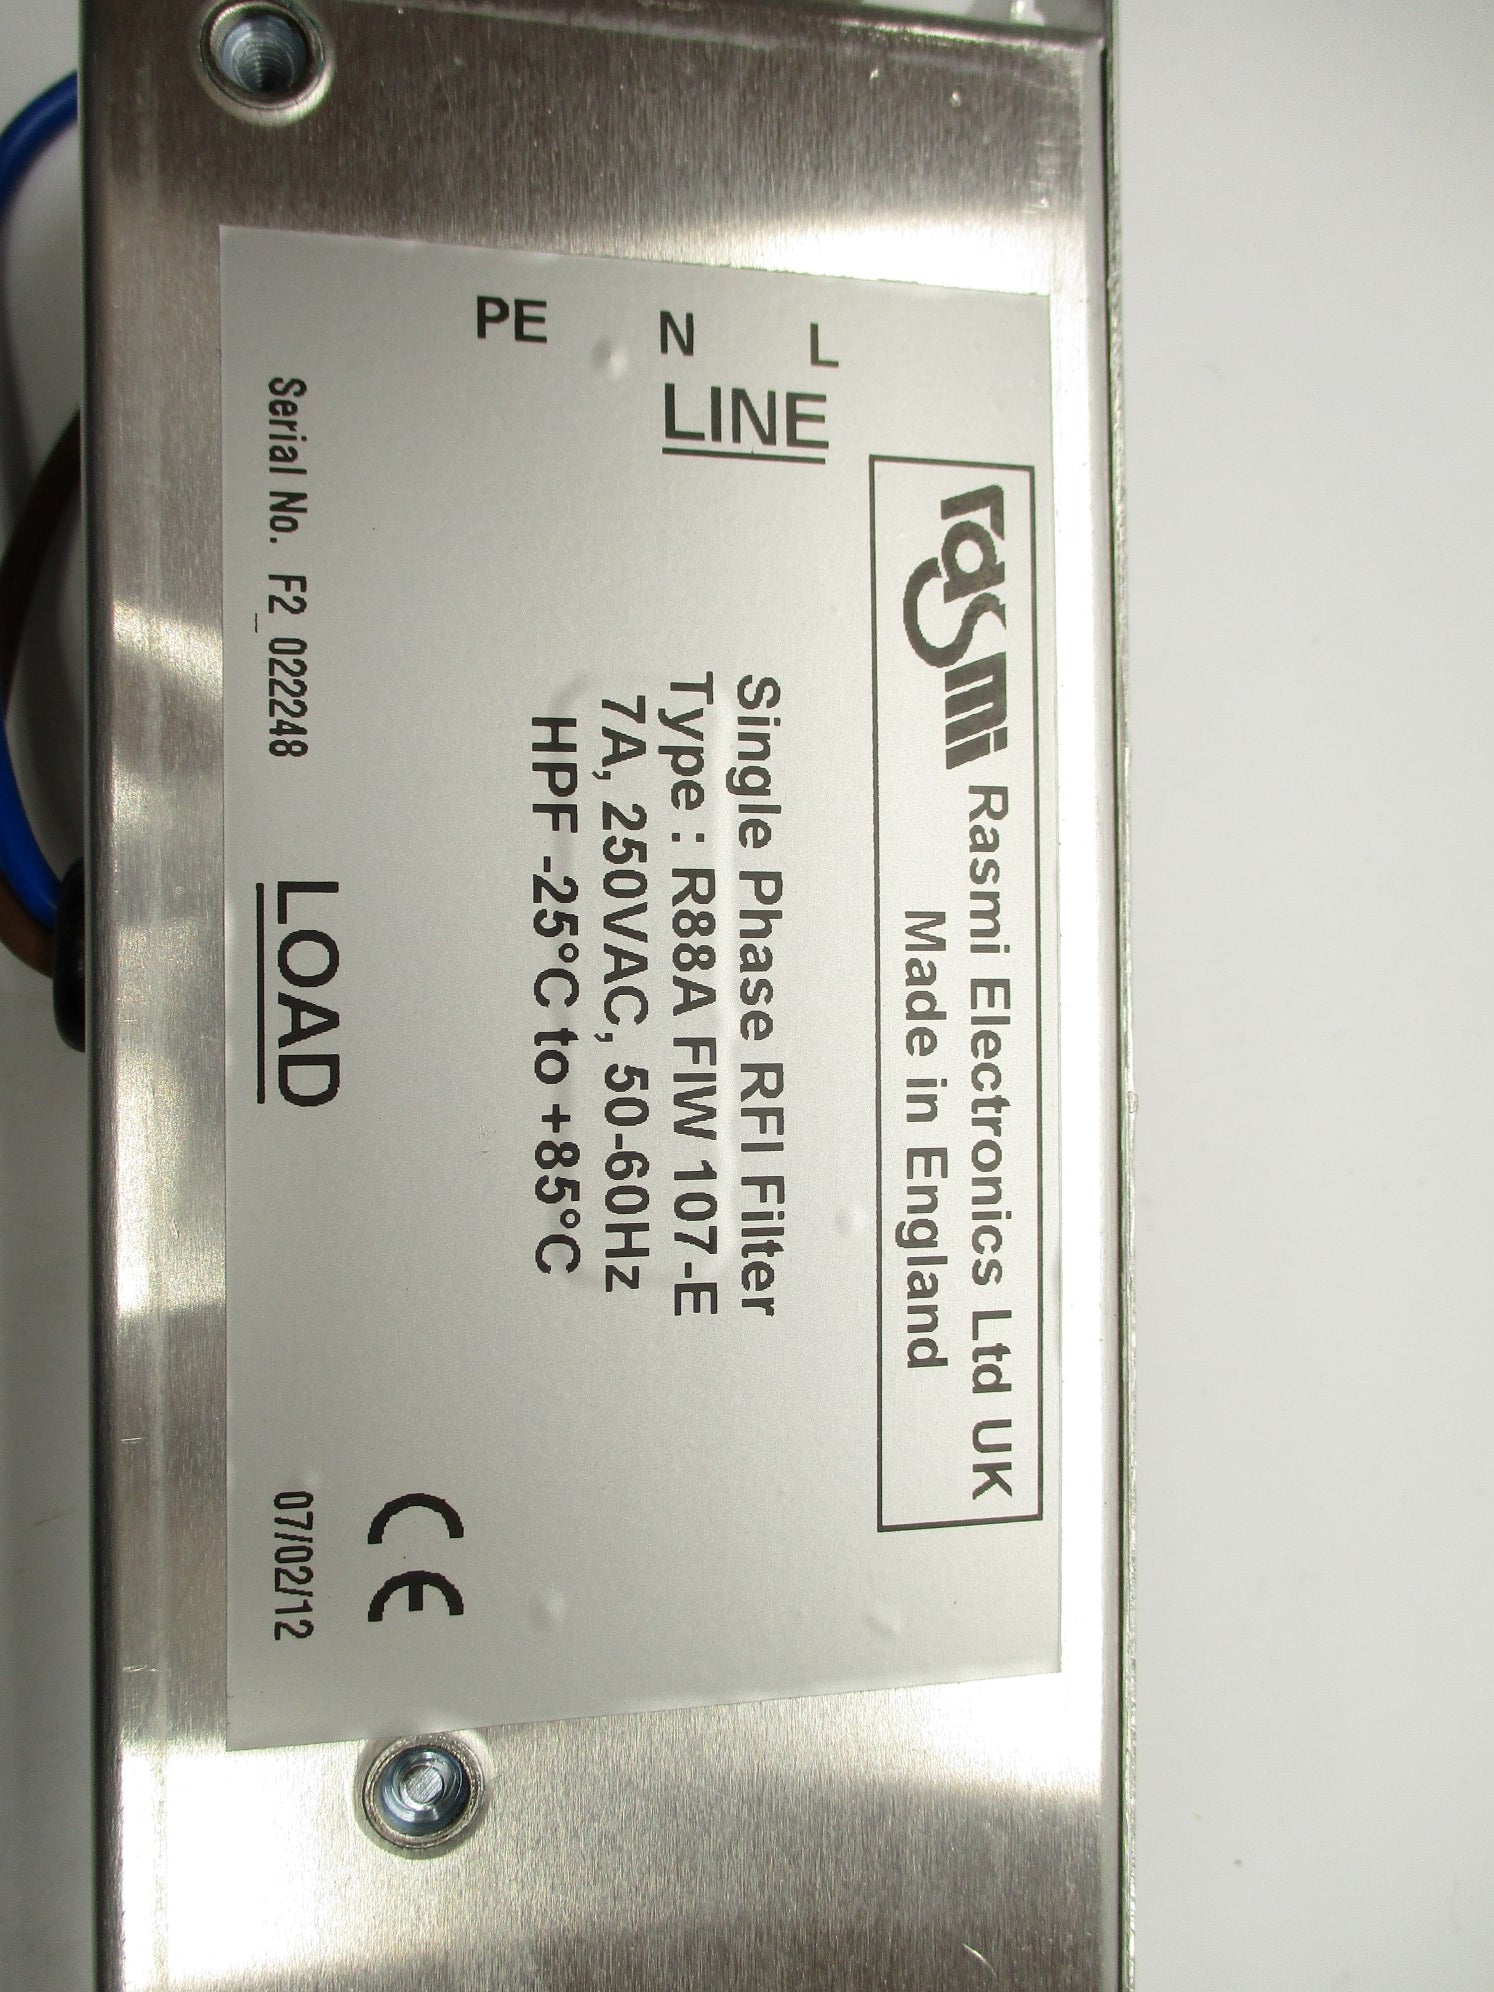 rasmi Rasmi Electronics Ltd UK
Made in England
L
N
PE
LINE
Single Phase RFI Filter
Type : R88A FIW 107-E
7A, 250VAC, 50-60Hz
HPF -25°C to +85°C
CE
Serial No. F2_022248
LOAD
07/02/12